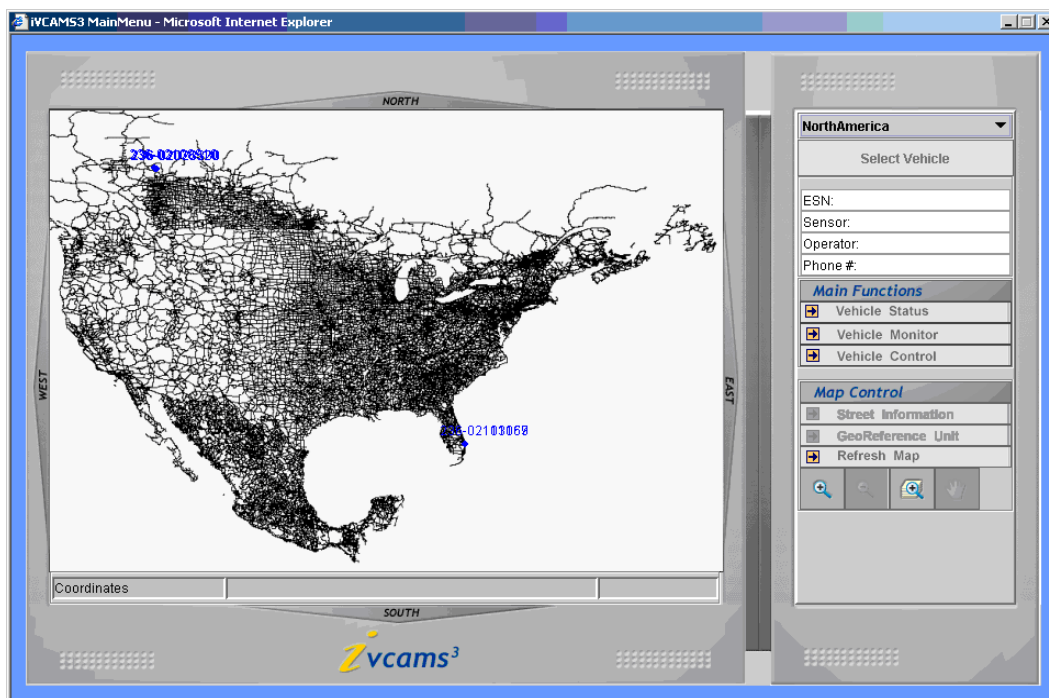 iVCAMS3 MainMenu - Microsoft Internet Explorer
NORTH
WEST
EAST
Coordinates
SOUTH
ivcams3
NorthAmerica
Select Vehicle
ESN:
Sensor:
Operator:
Phone #:
Main Functions
Vehicle Status
Vehicle Monitor
Vehicle Control
Map Control
Street Information
GeoReference Unit
Refresh Map